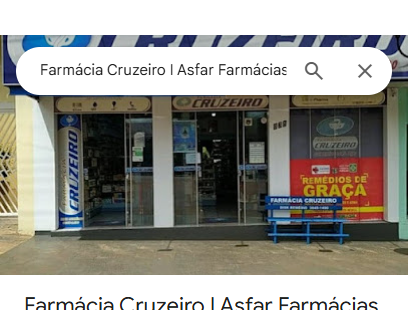 CRUZEIRO
Farmácia Cruzeiro | Asfar Farmácias
CRUZEIRO
CRUZEIRO
CRUZEIRO
REMÉDIOS DE
GRAÇA
FARMÁCIA CRUZEIRO
Farmácia Cruzeiro | Asfar Farmácias